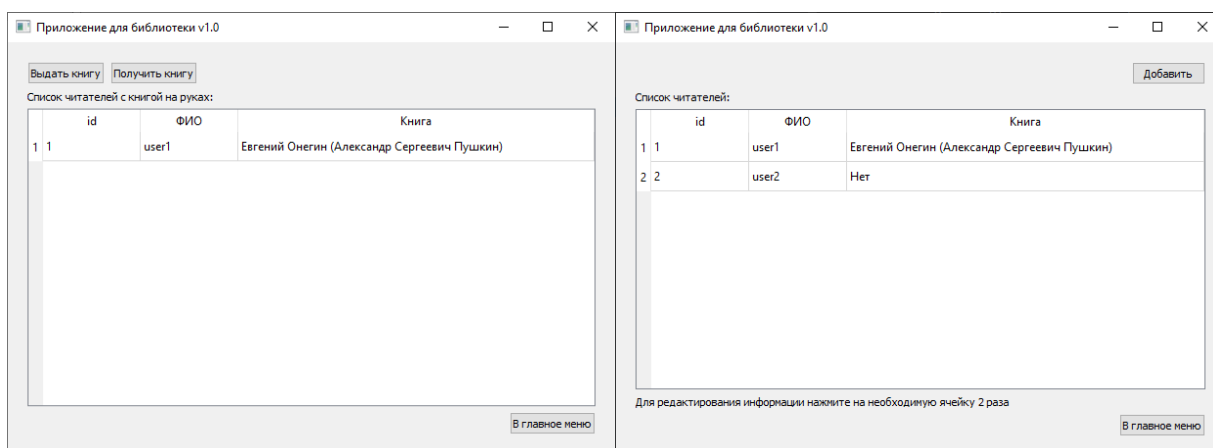 Приложение для библиотеки v1.0
Выдать книгу Получить книгу
Список читателей с книгой на руках:
id ФИО Книга
1 1 user1 Евгений Онегин (Александр Сергеевич Пушкин)
В главное меню
Приложение для библиотеки v1.0
Добавить
Список читателей:
id ФИО Книга
1 1 user1 Евгений Онегин (Александр Сергеевич Пушкин)
2 2 user2 Нет
Для редактирования информации нажмите на необходимую ячейку 2 раза
В главное меню